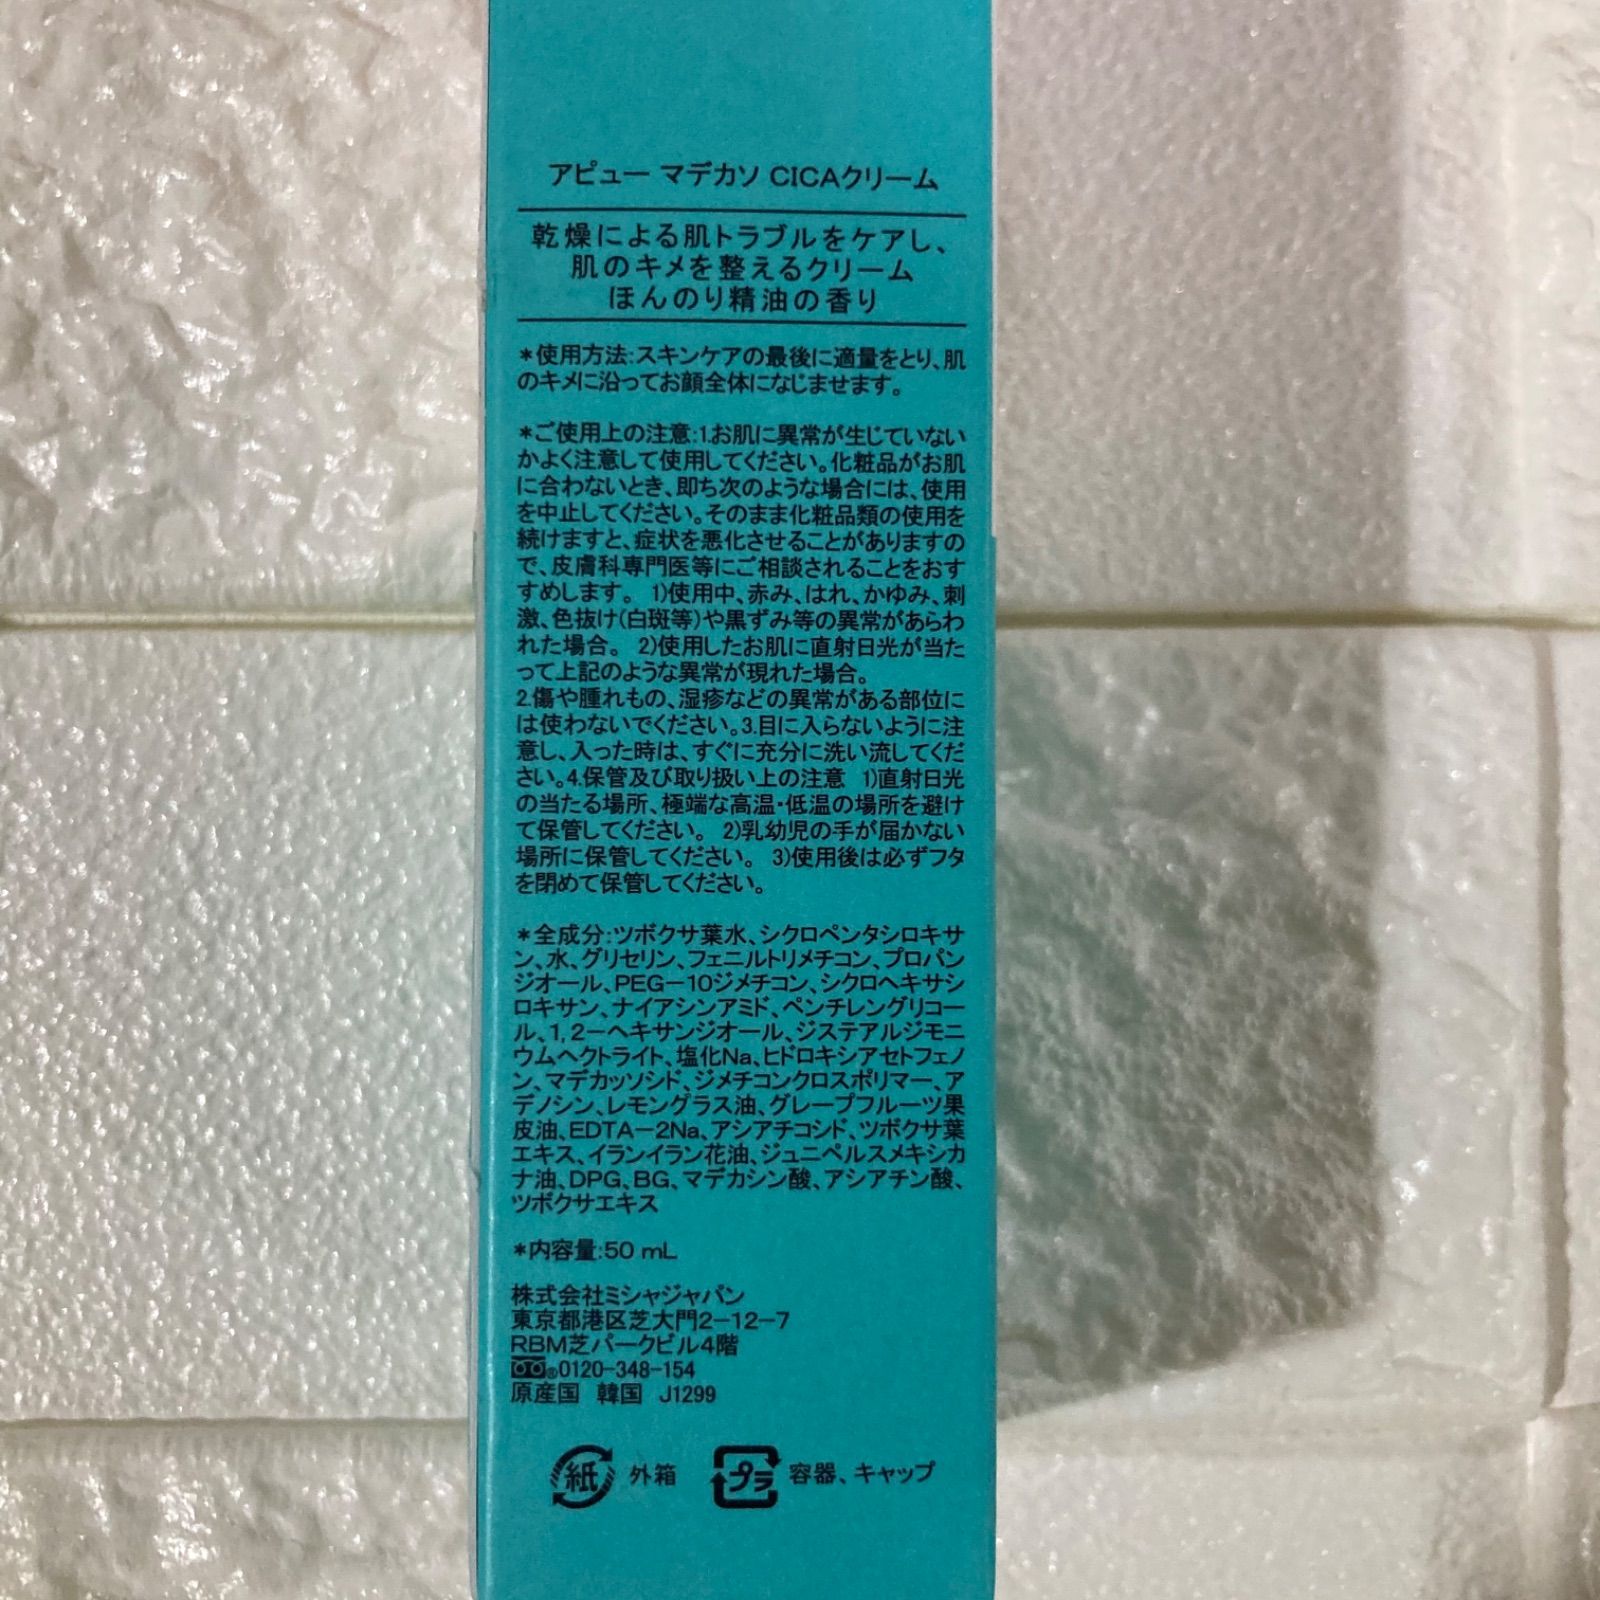 アピュー マデカソ CICAクリーム
乾燥による肌トラブルをケアし、
肌のキメを整えるクリーム
ほんのり精油の香り
*使用方法:スキンケアの最後に適量をとり、肌
のキメに沿ってお顔全体になじませます。
*ご使用上の注意:1.お肌に異常が生じていない
かよく注意して使用してください。化粧品がお肌
に合わないとき、即ち次のような場合には、使用
を中止してください。そのまま化粧品類の使用を
続けますと、症状を悪化させることがありますの
で、皮膚科専門医等にご相談されることをおす
すめします。 1)使用中、赤み、はれ、かゆみ、刺
激、色抜け(白斑等)や黒ずみ等の異常があらわ
れた場合。 2)使用したお肌に直射日光が当た
って上記のような異常が現れた場合。
2.傷や腫れもの、湿疹などの異常がある部位に
は使わないでください。3.目に入らないように注
意し、入った時は、すぐに充分に洗い流してくだ
さい。4.保管及び取り扱い上の注意 1)直射日光
の当たる場所、極端な高温・低温の場所を避け
て保管してください。 2)乳幼児の手が届かない
場所に保管してください。 3)使用後は必ずフタ
を閉めて保管してください。
*全成分:ツボクサ葉水、シクロペンタシロキサ
ン、水、グリセリン、フェニルトリメチコン、プロパン
ジオール、PEG-10ジメチコン、シクロヘキサシ
ロキサン、ナイアシンアミド、ペンチレングリコー
ル、1,2-ヘキサンジオール、ジステアルジモニ
ウムヘクトライト、塩化Na、ヒドロキシアセトフェノ
ン、マデカッソシド、ジメチコンクロスポリマー、ア
デノシン、レモングラス油、グレープフルーツ果
皮油、EDTA-2Na、アシアチコシド、ツボクサ葉
エキス、イランイラン花油、ジュニペルスメキシカ
ナ油、DPG、BG、マデカシン酸、アシアチン酸、
ツボクサエキス
*内容量:50 mL
株式会社ミシャジャパン
東京都港区芝大門2-12-7
RBM芝パークビル4階
®0120-348-154
原産国 韓国 J1299
紙 外箱 プラ 容器、キャップ